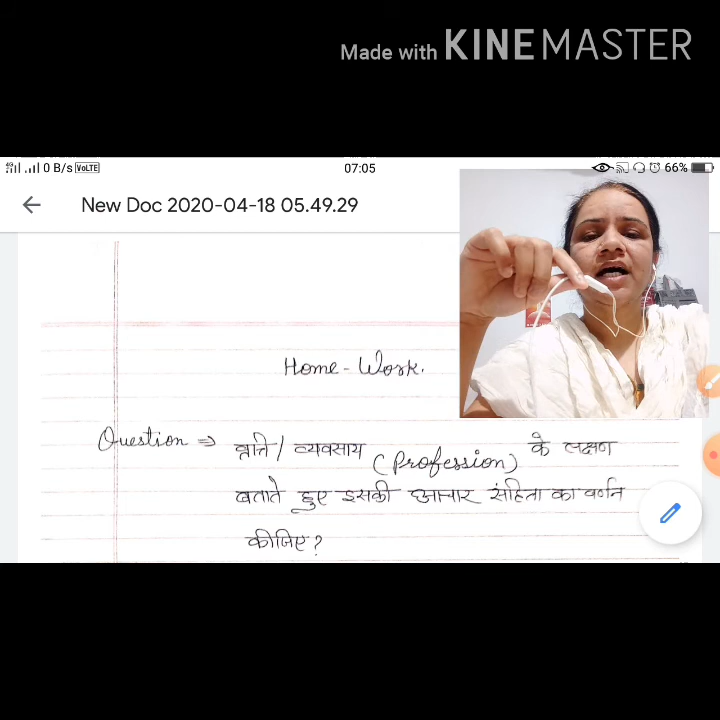 Made with KINEMASTER
4G 0 B/s VoLTE 07:05 66%
New Doc 2020-04-18 05.49.29
Home-Work.
Question ⇒ वृत्ति / व्यवसाय (Profession) के लक्षण
बताते हुए इसकी आचार संहिता का वर्णन
कीजिए?